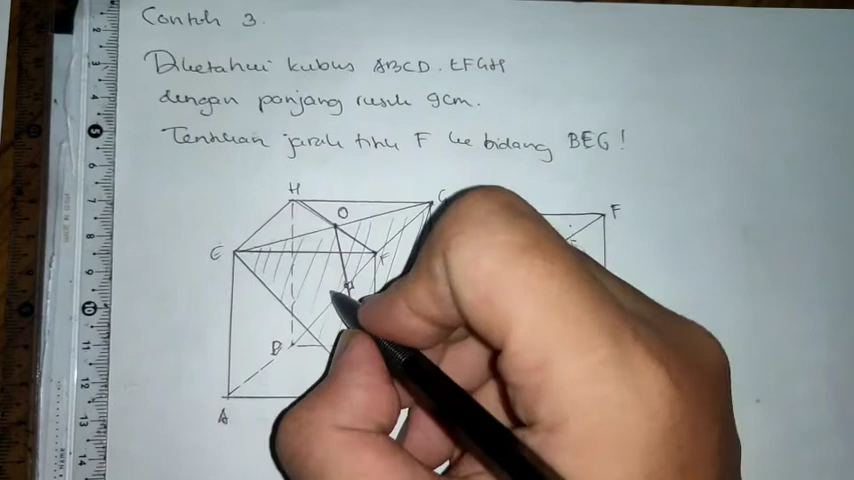 Contoh 3.
Diketahui kubus ABCD.EFGH
dengan panjang rusuk 9cm.
Tentukan jarak titik F ke bidang BEG!
H
O
G
F
E
F
D
A